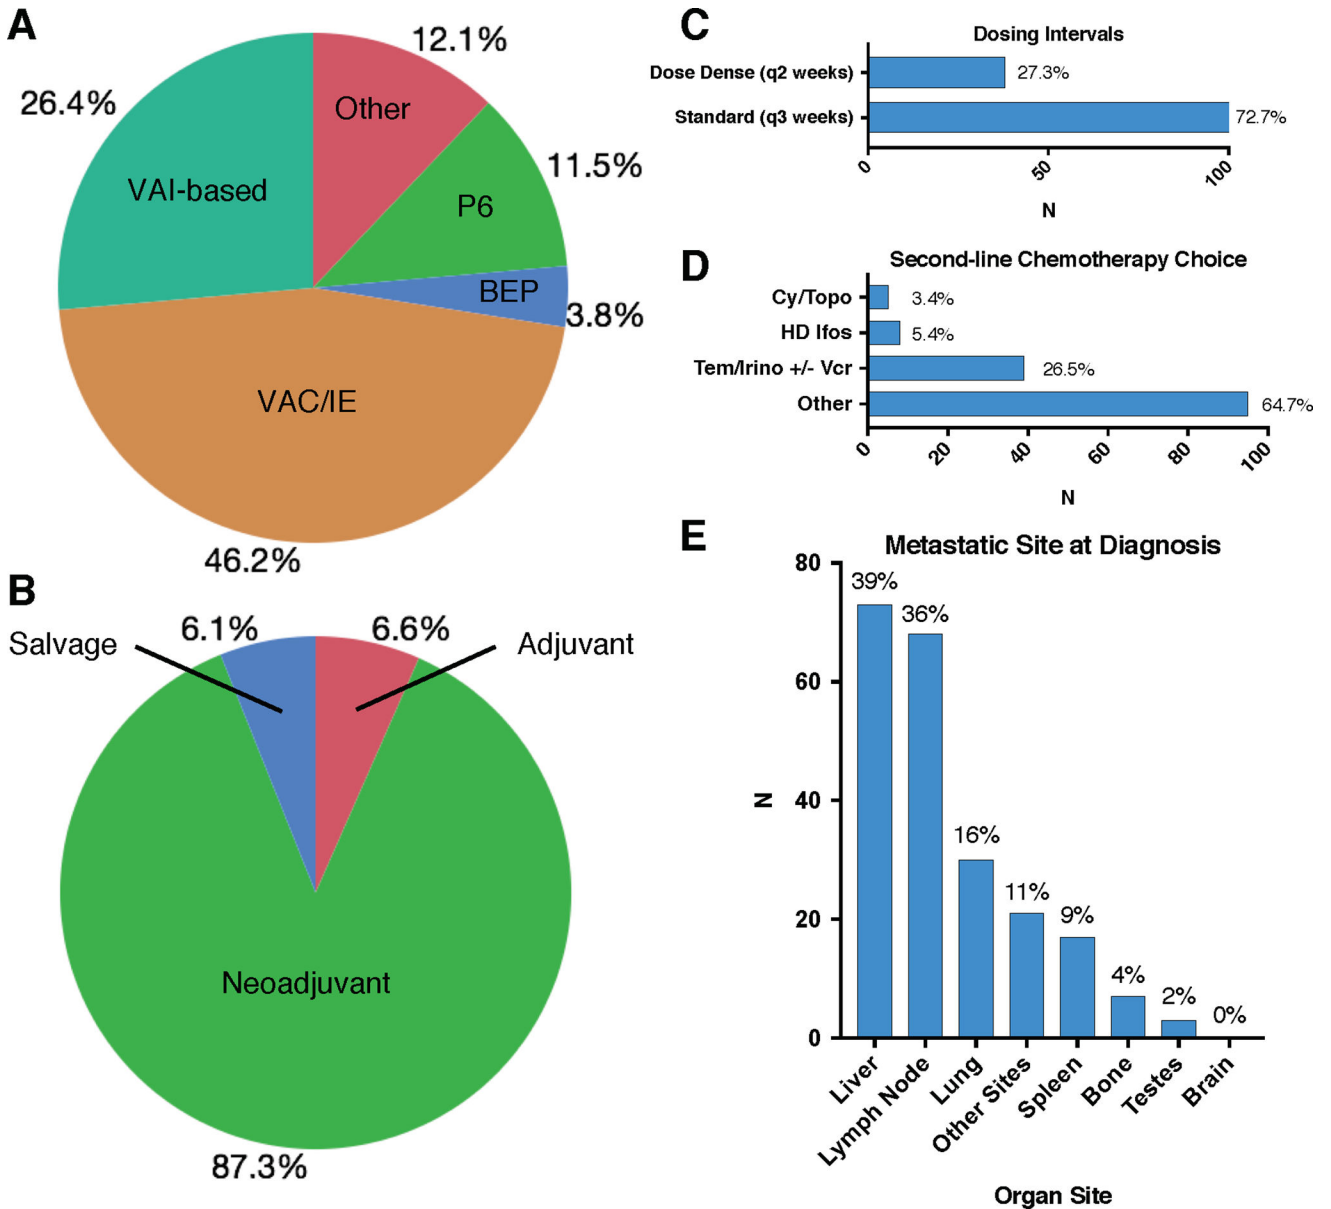 A
12.1%
26.4%
Other
11.5%
VAI-based
P6
BEP
3.8%
VAC/IE
46.2%
B
6.1%
6.6%
Salvage
Adjuvant
Neoadjuvant
87.3%
C
Dosing Intervals
Dose Dense (q2 weeks)
27.3%
Standard (q3 weeks)
72.7%
0
50
100
N
D
Second-line Chemotherapy Choice
Cy/Topo
3.4%
HD Ifos
5.4%
Tem/Irino +/- Vcr
26.5%
Other
64.7%
0
20
40
60
80
100
N
E
Metastatic Site at Diagnosis
80
60
40
20
0
N
39%
36%
16%
11%
9%
4%
2%
0%
Liver
Lymph Node
Lung
Other Sites
Spleen
Bone
Testes
Brain
Organ Site